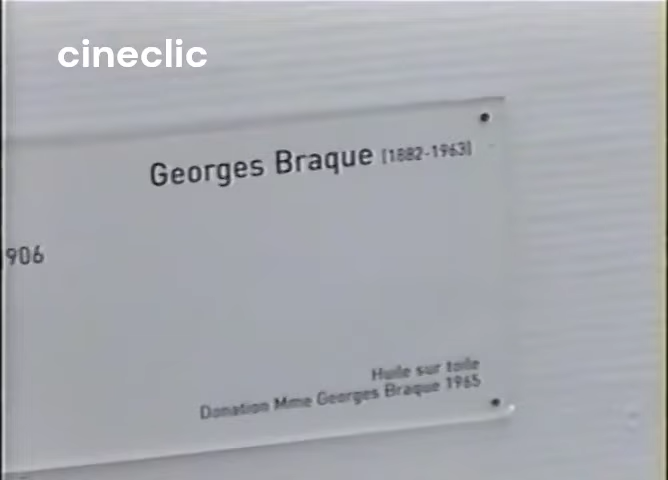 cineclic
Georges Braque (1882-1963)
906
Huile sur toile
Donation Mme Georges Braque 1965